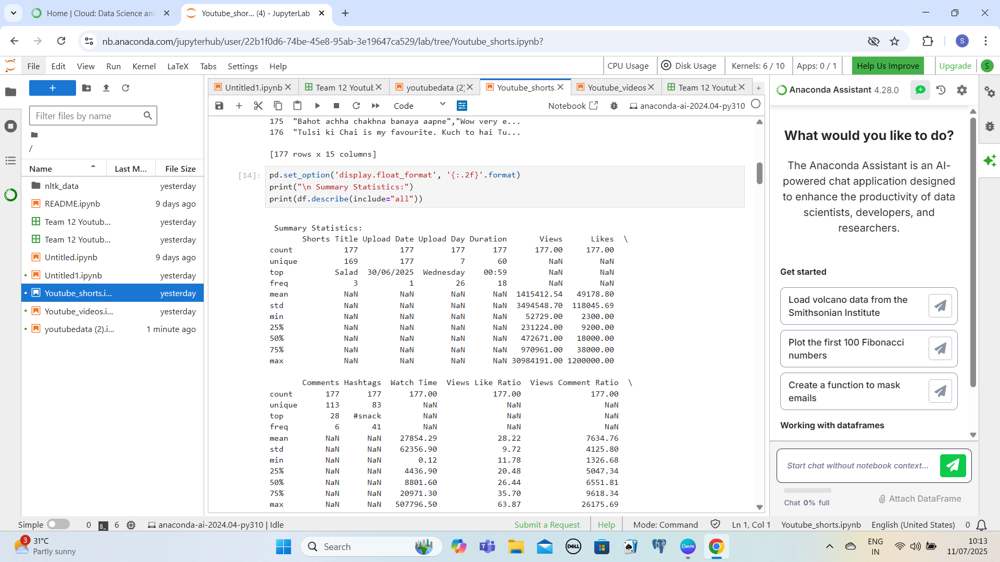 Home | Cloud: Data Science and
Youtube_shor... (4) - JupyterLab
nb.anaconda.com/jupyterhub/user/22b1f0d6-74be-45e8-95ab-3e19647ca529/lab/tree/Youtube_shorts.ipynb?
S
File Edit View Run Kernel LaTeX Tabs Settings Help
CPU Usage Disk Usage Kernels: 6 / 10 Apps: 0 / 1 Help Us Improve Upgrade S
+
Filter files by name
/
Name Last M... File Size
nltk_data yesterday
README.ipynb 9 days ago
Team 12 Youtub... yesterday
Team 12 Youtub... yesterday
Untitled.ipynb 9 days ago
Untitled1.ipynb yesterday
Youtube_shorts.i... yesterday
Youtube_videos.i... yesterday
youtubedata (2).i... 1 minute ago
Untitled1.ipynb Team 12 Youtul youtubedata (2) Youtube_shorts. Youtube_videos Team 12 Youtul
Code Notebook anaconda-ai-2024.04-py310
175 "Bahot achha chakhna banaya aapne","Wow very e...
176 "Tulsi ki Chai is my favourite. Kuch to hai Tu...
[177 rows x 15 columns]
[14]: pd.set_option('display.float_format', '{:.2f}'.format)
print("\n Summary Statistics:")
print(df.describe(include="all"))
Summary Statistics:
Shorts Title Upload Date Upload Day Duration Views Likes \
count 177 177 177 177 177.00 177.00
unique 169 177 7 60 NaN NaN
top Salad 30/06/2025 Wednesday 00:59 NaN NaN
freq 3 1 26 18 NaN NaN
mean NaN NaN NaN NaN 1415412.54 49178.80
std NaN NaN NaN NaN 3494548.70 118045.69
min NaN NaN NaN NaN 52729.00 2300.00
25% NaN NaN NaN NaN 231224.00 9200.00
50% NaN NaN NaN NaN 472671.00 18000.00
75% NaN NaN NaN NaN 970961.00 38000.00
max NaN NaN NaN NaN 30984191.00 1200000.00
Comments Hashtags Watch Time Views Like Ratio Views Comment Ratio \
count 177 177 177.00 177.00 177.00
unique 113 83 NaN NaN NaN
top 28 #snack NaN NaN NaN
freq 6 41 NaN NaN NaN
mean NaN NaN 27854.29 28.22 7634.76
std NaN NaN 62356.90 9.72 4125.80
min NaN NaN 0.12 11.78 1326.68
25% NaN NaN 4436.90 20.48 5047.34
50% NaN NaN 8801.60 26.44 6551.81
75% NaN NaN 20971.30 35.70 9618.34
max NaN NaN 507796.50 63.87 26175.69
Anaconda Assistant 4.28.0
What would you like to do?
The Anaconda Assistant is an AI-
powered chat application designed
to enhance the productivity of data
scientists, developers, and
researchers.
Get started
Load volcano data from the
Smithsonian Institute
Plot the first 100 Fibonacci
numbers
Create a function to mask
emails
Working with dataframes
Start chat without notebook context...
Chat 0% full
Attach DataFrame
Simple 0 $_ 6 anaconda-ai-2024.04-py310 | Idle Submit a Request Help Mode: Command Ln 1, Col 1 Youtube_shorts.ipynb English (United States) 0
3
31°C
Partly sunny
Search
DELL
Canva
ENG
IN
10:13
11/07/2025